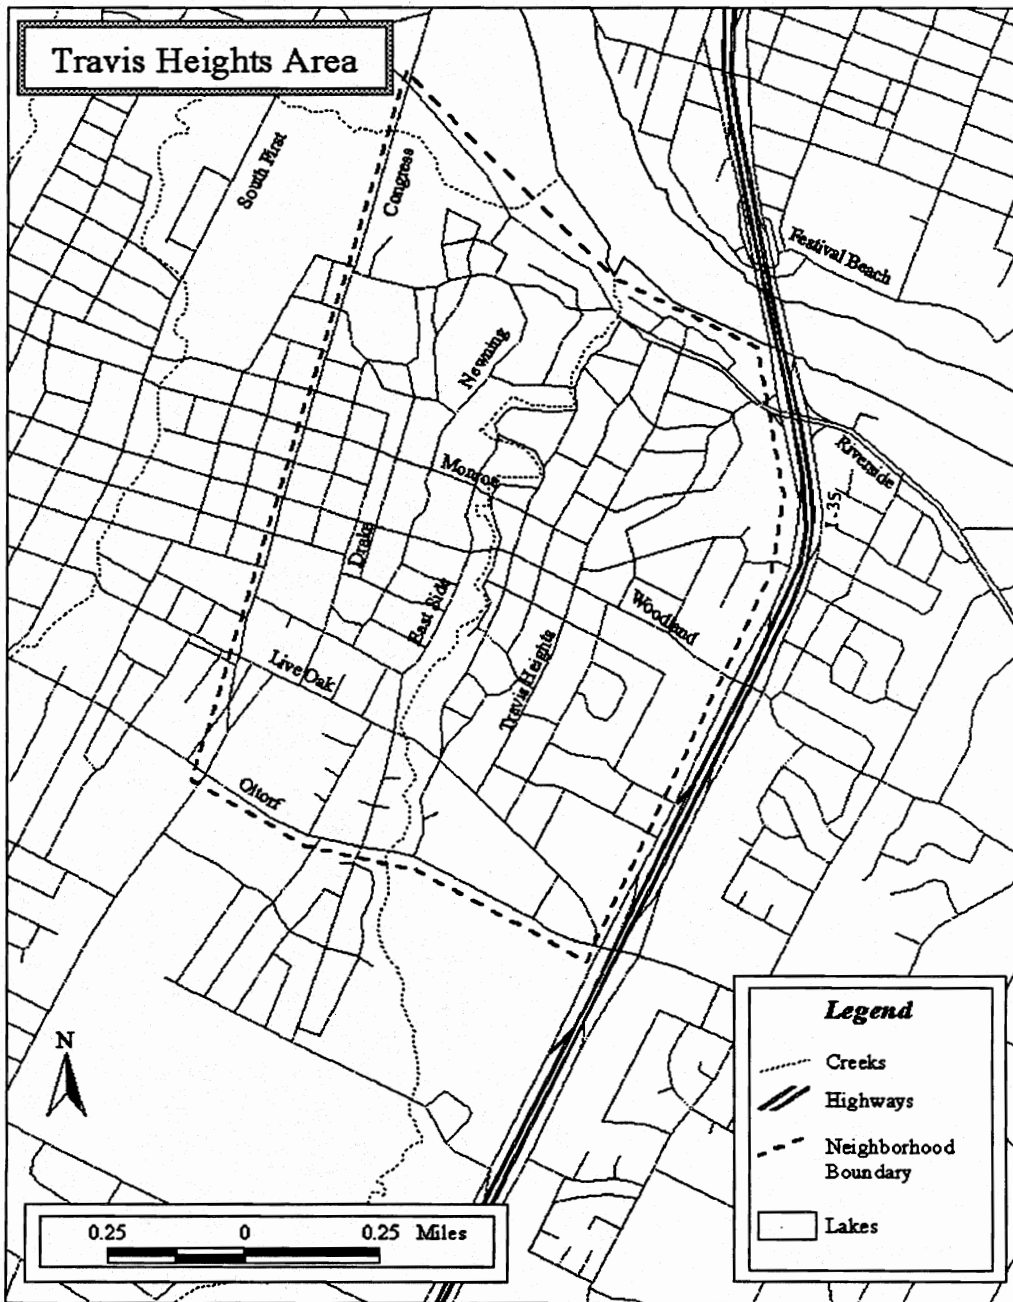 Travis Heights Area
South First
Congress
Festival Beach
Newning
Monroe
Riverside
I-35
Drake
East Side
Woodland
Travis Heights
Live Oak
Oltorf
N
Legend
Creeks
Highways
Neighborhood
Boundary
Lakes
0.25 0 0.25 Miles